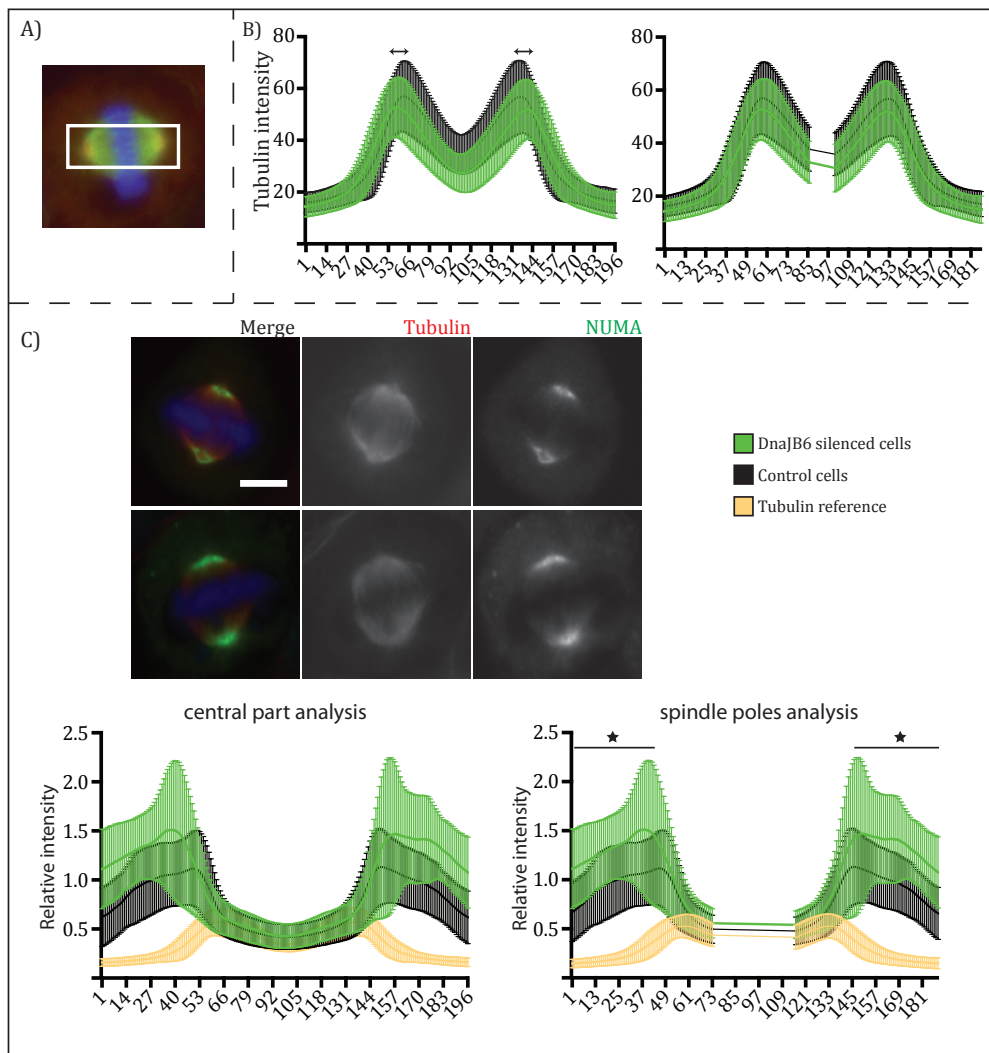 A)
B)
Tubulin intensity
80
60
40
20
1 14 27 40 53 66 79 92 105 118 131 144 157 170 183 196
80
60
40
20
1 13 25 37 49 61 73 85 97 109 121 133 145 157 169 181
C)
Merge Tubulin NUMA
DnaJB6 silenced cells
Control cells
Tubulin reference
central part analysis
Relative intensity
2.5
2.0
1.5
1.0
0.5
1 14 27 40 53 66 79 92 105 118 131 144 157 170 183 196
spindle poles analysis
Relative intensity
2.5
2.0
1.5
1.0
0.5
1 13 25 37 49 61 73 85 97 109 121 133 145 157 169 181